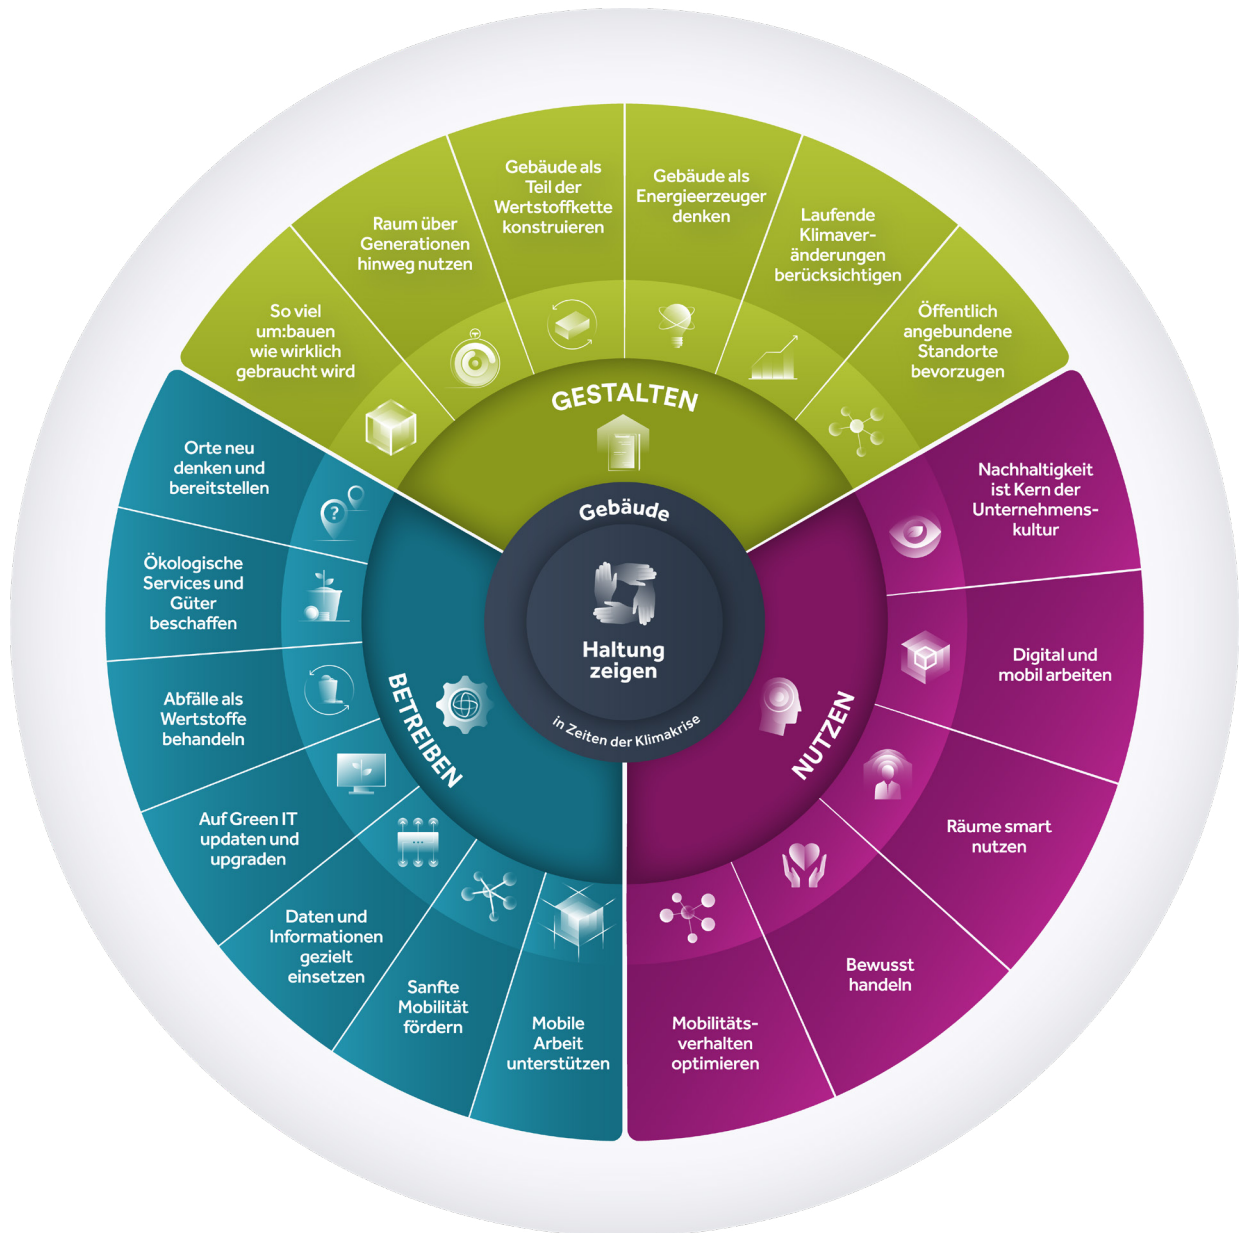 Gebäude als
Teil der
Wertstoffkette
konstruieren
Gebäude als
Energieerzeuger
denken
Raum über
Generationen
hinweg nutzen
Laufende
Klimaver-
änderungen
berücksichtigen
So viel
um:bauen
wie wirklich
gebraucht wird
Öffentlich
angebundene
Standorte
bevorzugen
GESTALTEN
Gebäude
Haltung
zeigen
in Zeiten der Klimakrise
BETREIBEN
NUTZEN
Orte neu
denken und
bereitstellen
?
Ökologische
Services und
Güter
beschaffen
Abfälle als
Wertstoffe
behandeln
Auf Green IT
updaten und
upgraden
Daten und
Informationen
gezielt
einsetzen
Sanfte
Mobilität
fördern
Mobile
Arbeit
unterstützen
Nachhaltigkeit
ist Kern der
Unternehmens-
kultur
Digital und
mobil arbeiten
Räume smart
nutzen
Bewusst
handeln
Mobilitäts-
verhalten
optimieren